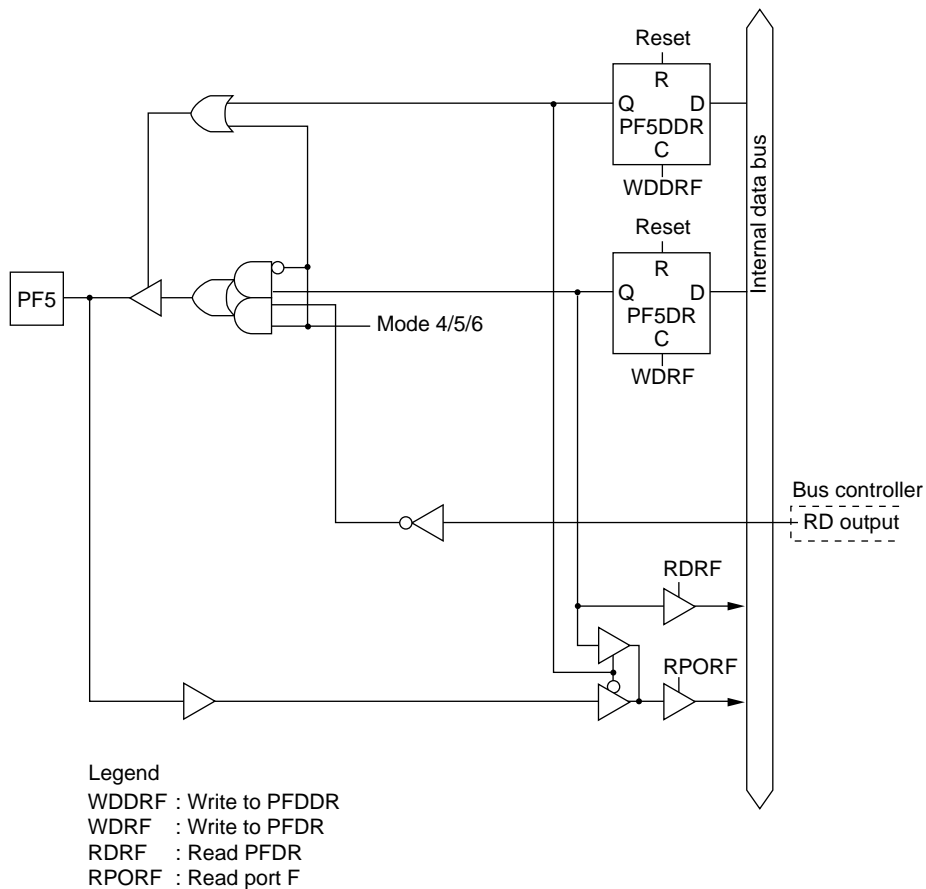 Reset
R
Q D
PF5DDR
C
WDDRF
Reset
R
Q D
PF5DR
C
WDRF
Internal data bus
PF5
Mode 4/5/6
Bus controller
RD output
RDRF
RPORF
Legend
WDDRF : Write to PFDDR
WDRF : Write to PFDR
RDRF : Read PFDR
RPORF : Read port F